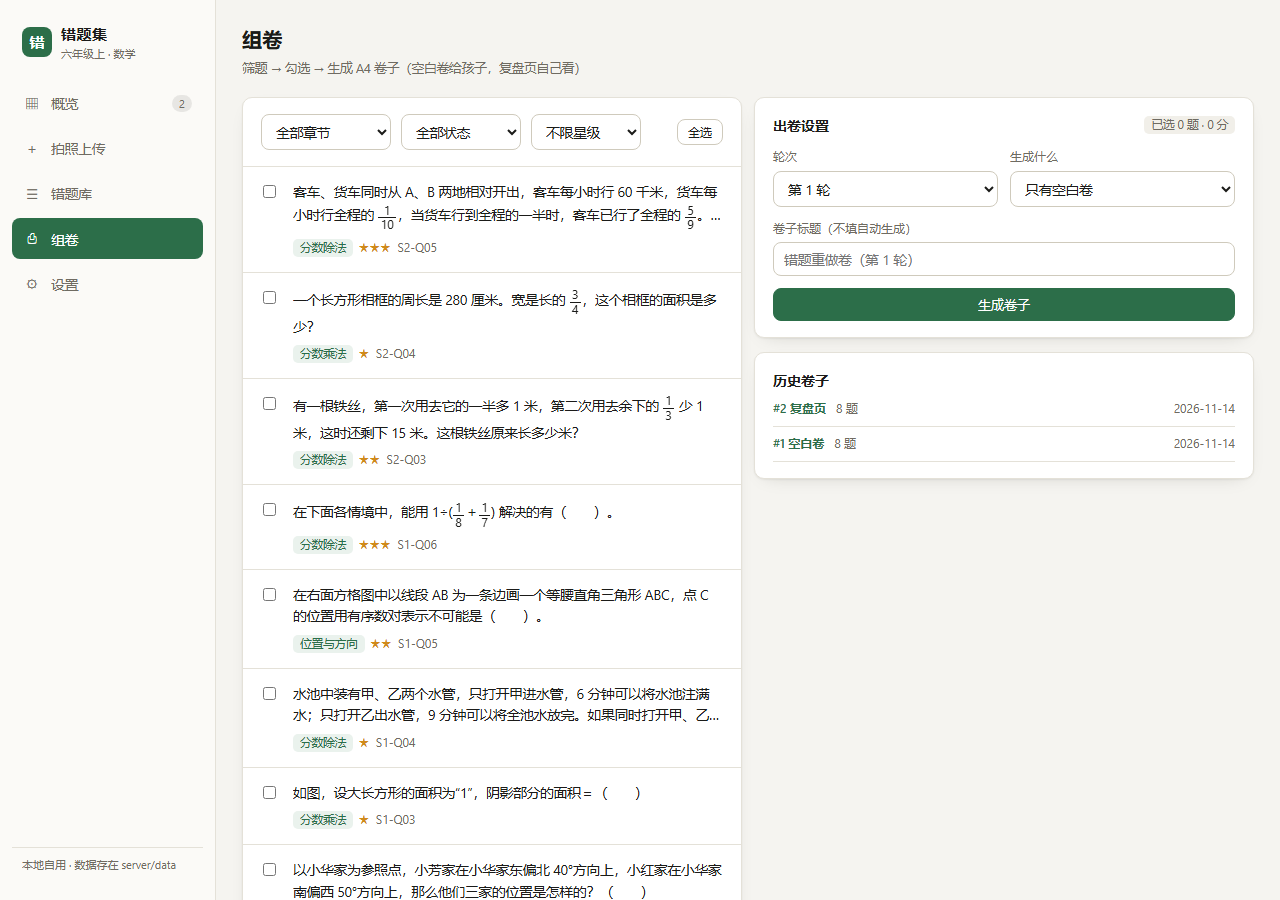 错
错题集
六年级上 · 数学
概览
2
拍照上传
错题库
组卷
设置
本地自用 · 数据存在 server/data
组卷
筛题 → 勾选 → 生成 A4 卷子（空白卷给孩子，复盘页自己看）
全部章节
全部状态
不限星级
全选
客车、货车同时从 A、B 两地相对开出，客车每小时行 60 千米，货车每
小时行全程的 1/10，当货车行到全程的一半时，客车已行了全程的 5/9。...
分数除法 ★★★ S2-Q05
一个长方形相框的周长是 280 厘米。宽是长的 3/4，这个相框的面积是多
少？
分数乘法 ★ S2-Q04
有一根铁丝，第一次用去它的一半多 1 米，第二次用去余下的 1/3 少 1
米，这时还剩下 15 米。这根铁丝原来长多少米？
分数除法 ★★ S2-Q03
在下面各情境中，能用 1÷(1/8 + 1/7) 解决的有（　　）。
分数除法 ★★★ S1-Q06
在右面方格图中以线段 AB 为一条边画一个等腰直角三角形 ABC，点 C
的位置用有序数对表示不可能是（　　）。
位置与方向 ★★ S1-Q05
水池中装有甲、乙两个水管，只打开甲进水管，6 分钟可以将水池注满
水；只打开乙出水管，9 分钟可以将全池水放完。如果同时打开甲、乙...
分数除法 ★ S1-Q04
如图，设大长方形的面积为“1”，阴影部分的面积＝（　　）
分数乘法 ★ S1-Q03
以小华家为参照点，小芳家在小华家东偏北 40°方向上，小红家在小华家
南偏西 50°方向上，那么他们三家的位置是怎样的？（　　）
出卷设置
已选 0 题 · 0 分
轮次
生成什么
第 1 轮
只有空白卷
卷子标题（不填自动生成）
错题重做卷（第 1 轮）
生成卷子
历史卷子
#2 复盘页 8 题 2026-11-14
#1 空白卷 8 题 2026-11-14